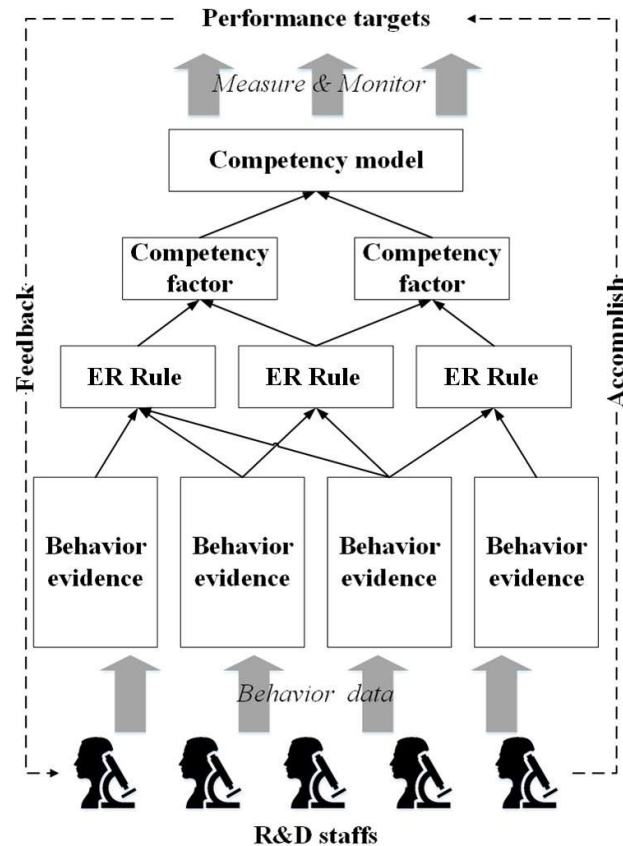 Performance targets
Measure & Monitor
Competency model
Competency
factor
Competency
factor
Feedback
Accomplish
ER Rule
ER Rule
ER Rule
Behavior
evidence
Behavior
evidence
Behavior
evidence
Behavior
evidence
Behavior data
R&D staffs